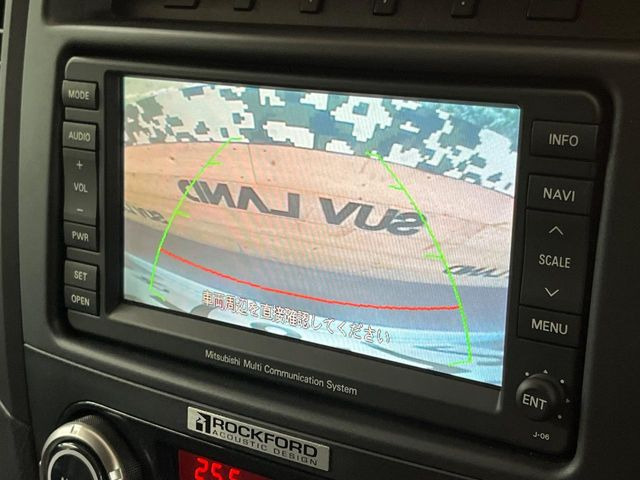 MODE
AUDIO
+
VOL
−
PWR
SET
OPEN
SUV LAND
SUV
車両周辺を直接確認してください
INFO
NAVI
SCALE
MENU
ENT
J-06
Mitsubishi Multi Communication System
ROCKFORD
ACOUSTIC DESIGN
25.5